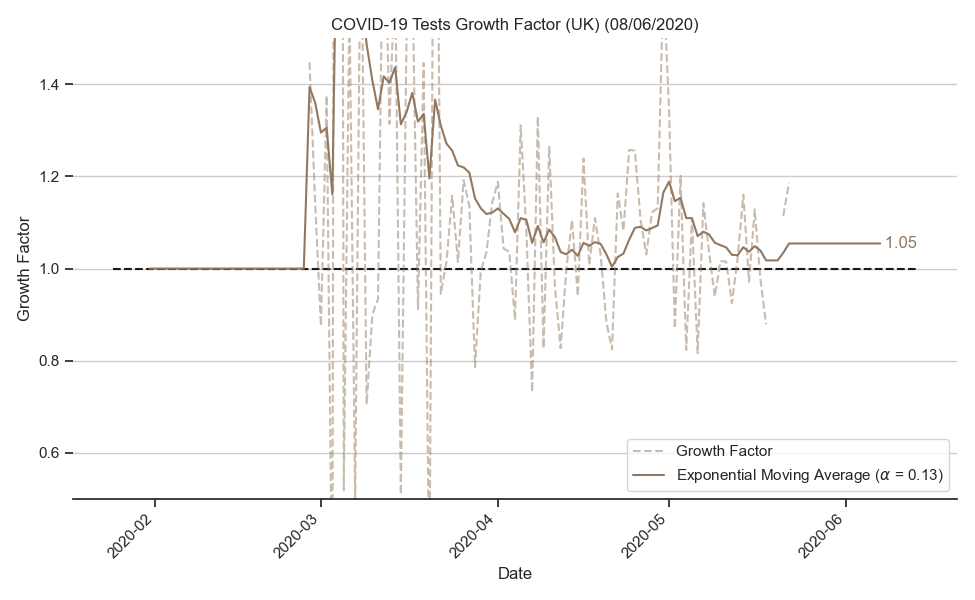 COVID-19 Tests Growth Factor (UK) (08/06/2020)
Growth Factor
1.4
1.2
1.0
0.8
0.6
1.05
Growth Factor
Exponential Moving Average (α = 0.13)
2020-02
2020-03
2020-04
2020-05
2020-06
Date